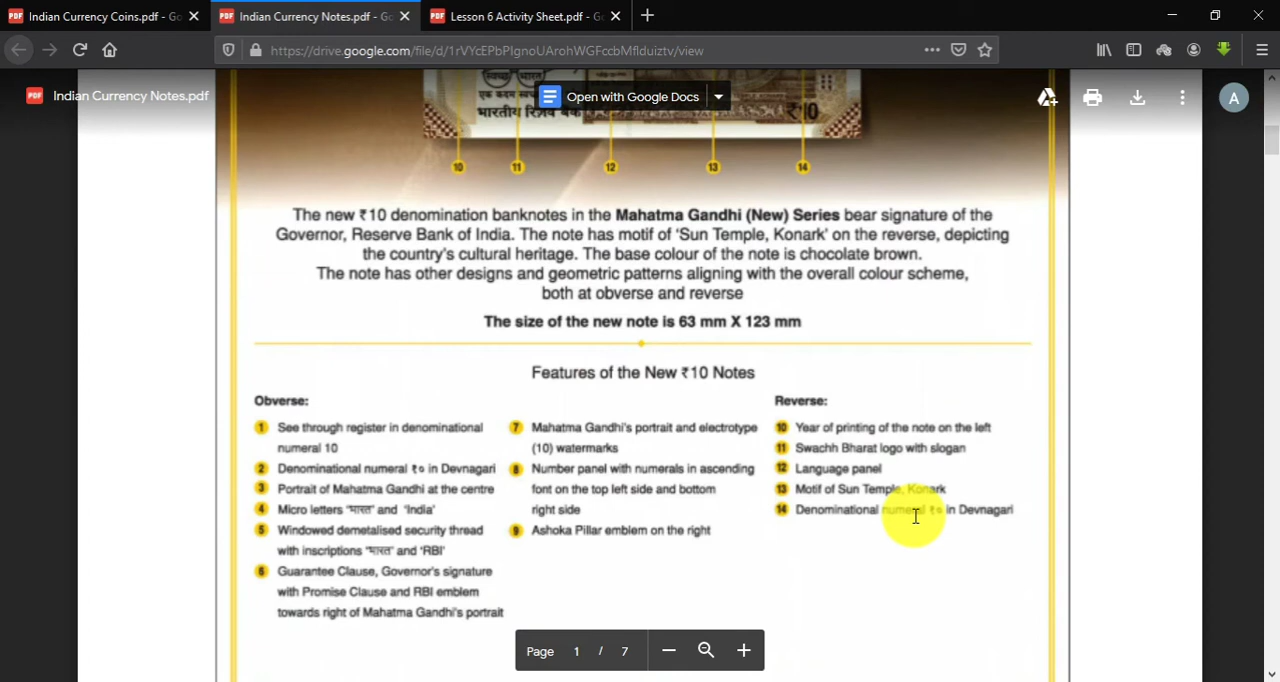 Indian Currency Coins.pdf - Go
Indian Currency Notes.pdf - Go
Lesson 6 Activity Sheet.pdf - Go
https://drive.google.com/file/d/1rVYcEPbPIgnoUArohWGFccbMflduiztv/view
PDF Indian Currency Notes.pdf
Open with Google Docs
A
एक कदम स्वच्छ
भारतीय रिज़र्व बैंक
₹10
10 11 12 13 14
The new ₹10 denomination banknotes in the Mahatma Gandhi (New) Series bear signature of the
Governor, Reserve Bank of India. The note has motif of 'Sun Temple, Konark' on the reverse, depicting
the country's cultural heritage. The base colour of the note is chocolate brown.
The note has other designs and geometric patterns aligning with the overall colour scheme,
both at obverse and reverse
The size of the new note is 63 mm X 123 mm
Features of the New ₹10 Notes
Obverse:
1 See through register in denominational
numeral 10
2 Denominational numeral ₹१० in Devnagari
3 Portrait of Mahatma Gandhi at the centre
4 Micro letters 'भारत' and 'India'
5 Windowed demetalised security thread
with inscriptions 'भारत' and 'RBI'
6 Guarantee Clause, Governor's signature
with Promise Clause and RBI emblem
towards right of Mahatma Gandhi's portrait
7 Mahatma Gandhi's portrait and electrotype
(10) watermarks
8 Number panel with numerals in ascending
font on the top left side and bottom
right side
9 Ashoka Pillar emblem on the right
Reverse:
10 Year of printing of the note on the left
11 Swachh Bharat logo with slogan
12 Language panel
13 Motif of Sun Temple, Konark
14 Denominational numeral ₹१० in Devnagari
Page 1 / 7